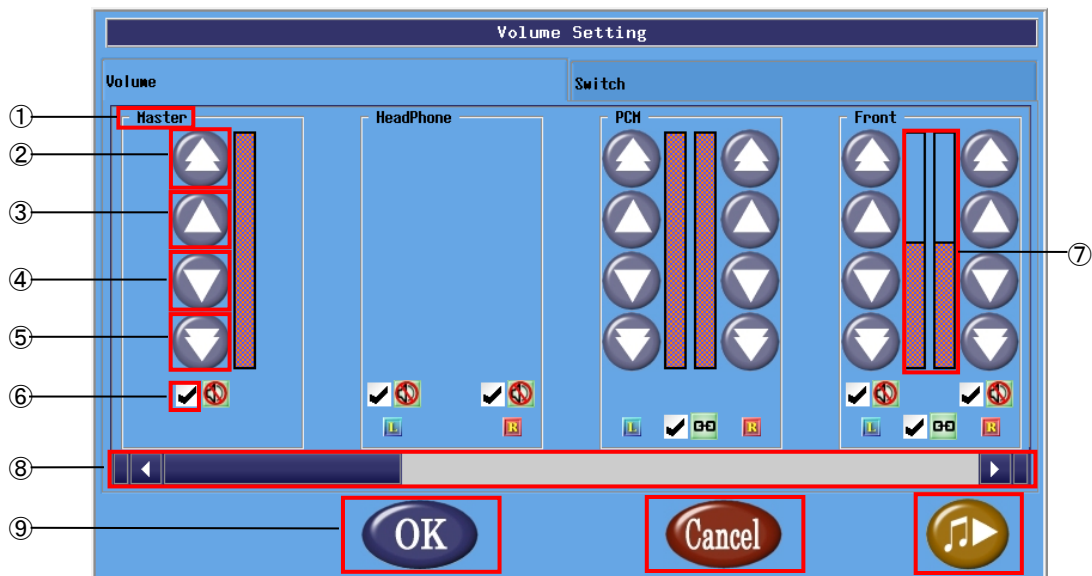 Volume Setting
Volume Switch
① Master HeadPhone PCM Front
②
③
④
⑤
⑥
⑦
L R L R L R
⑧
⑨ OK Cancel